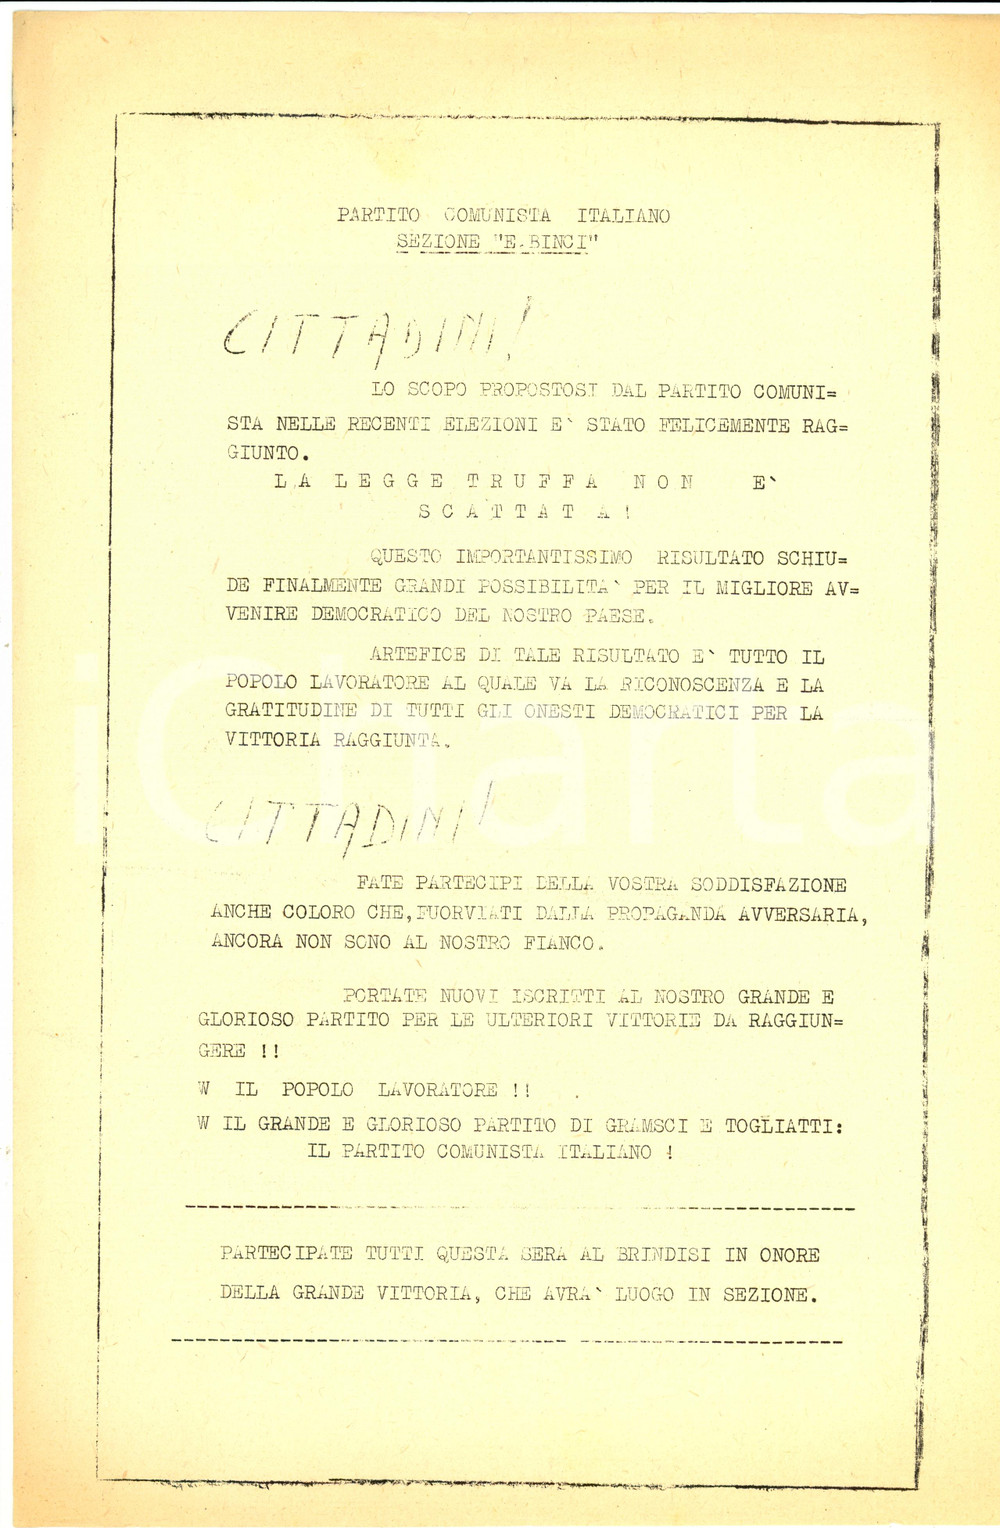 PARTITO COMUNISTA ITALIANO
SEZIONE "E.BINCI"
CITTADINI!
LO SCOPO PROPOSTOSI DAL PARTITO COMUNI=
STA NELLE RECENTI ELEZIONI E` STATO FELICEMENTE RAG=
GIUNTO.
L A L E G G E T R U F F A N O N E`
S C A T T A T A !
QUESTO IMPORTANTISSIMO RISULTATO SCHIU=
DE FINALMENTE GRANDI POSSIBILITA` PER IL MIGLIORE AV=
VENIRE DEMOCRATICO DEL NOSTRO PAESE.
ARTEFICE DI TALE RISULTATO E` TUTTO IL
POPOLO LAVORATORE AL QUALE VA LA RICONOSCENZA E LA
GRATITUDINE DI TUTTI GLI ONESTI DEMOCRATICI PER LA
VITTORIA RAGGIUNTA.
CITTADINI!
FATE PARTECIPI DELLA VOSTRA SODDISFAZIONE
ANCHE COLORO CHE,FUORVIATI DALLA PROPAGANDA AVVERSARIA,
ANCORA NON SONO AL NOSTRO FIANCO.
PORTATE NUOVI ISCRITTI AL NOSTRO GRANDE E
GLORIOSO PARTITO PER LE ULTERIORI VITTORIE DA RAGGIUN=
GERE !!
W IL POPOLO LAVORATORE !!
W IL GRANDE E GLORIOSO PARTITO DI GRAMSCI E TOGLIATTI:
IL PARTITO COMUNISTA ITALIANO !
PARTECIPATE TUTTI QUESTA SERA AL BRINDISI IN ONORE
DELLA GRANDE VITTORIA, CHE AVRA` LUOGO IN SEZIONE.
iCharta